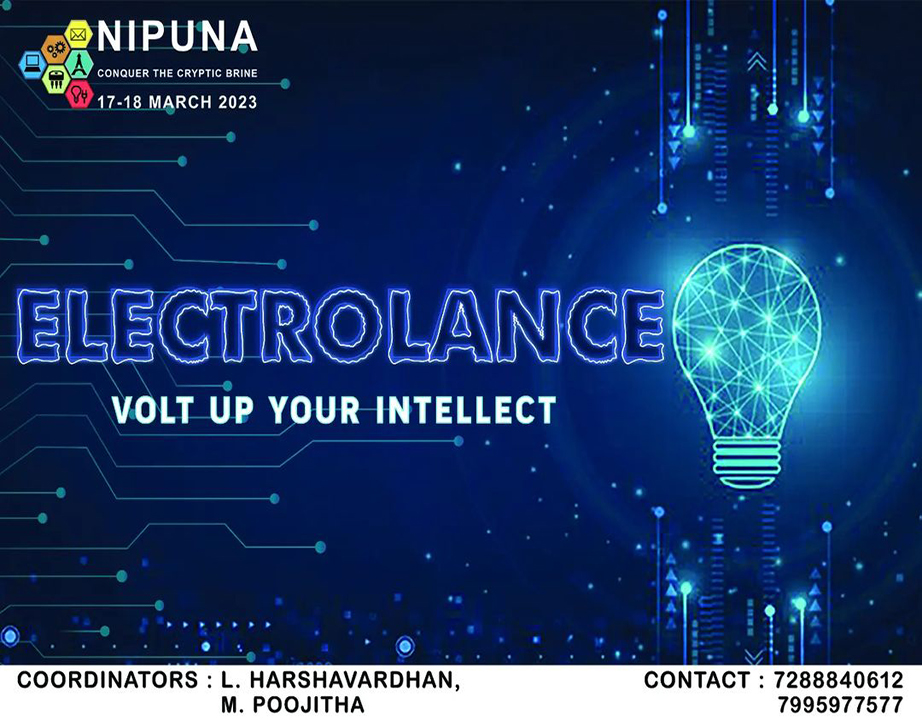 NIPUNA
CONQUER THE CRYPTIC BRINE
17-18 MARCH 2023
ELECTROLANCE
VOLT UP YOUR INTELLECT
COORDINATORS : L. HARSHAVARDHAN,
M. POOJITHA
CONTACT : 7288840612
7995977577